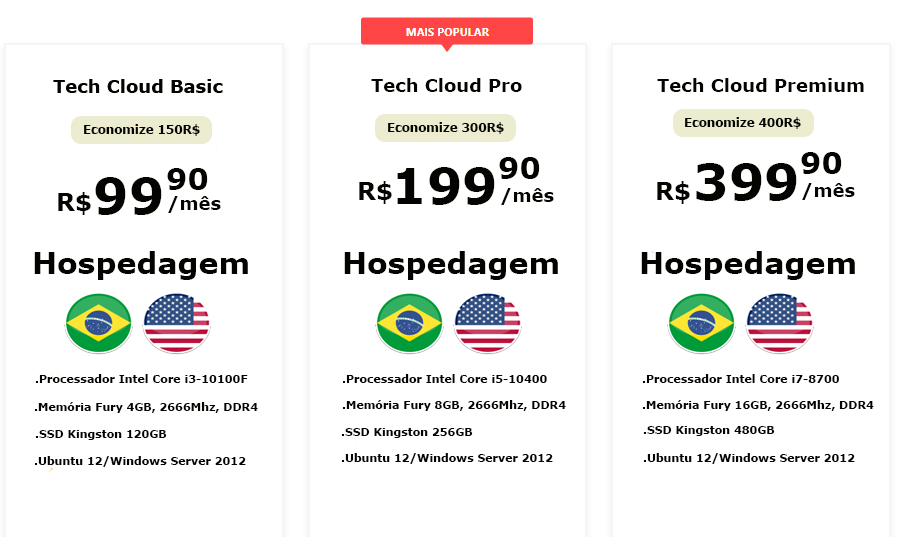 MAIS POPULAR
Tech Cloud Basic
Economize 150R$
R$99 90
/mês
Hospedagem
.Processador Intel Core i3-10100F
.Memória Fury 4GB, 2666Mhz, DDR4
.SSD Kingston 120GB
.Ubuntu 12/Windows Server 2012
Tech Cloud Pro
Economize 300R$
R$199 90
/mês
Hospedagem
.Processador Intel Core i5-10400
.Memória Fury 8GB, 2666Mhz, DDR4
.SSD Kingston 256GB
.Ubuntu 12/Windows Server 2012
Tech Cloud Premium
Economize 400R$
R$399 90
/mês
Hospedagem
.Processador Intel Core i7-8700
.Memória Fury 16GB, 2666Mhz, DDR4
.SSD Kingston 480GB
.Ubuntu 12/Windows Server 2012